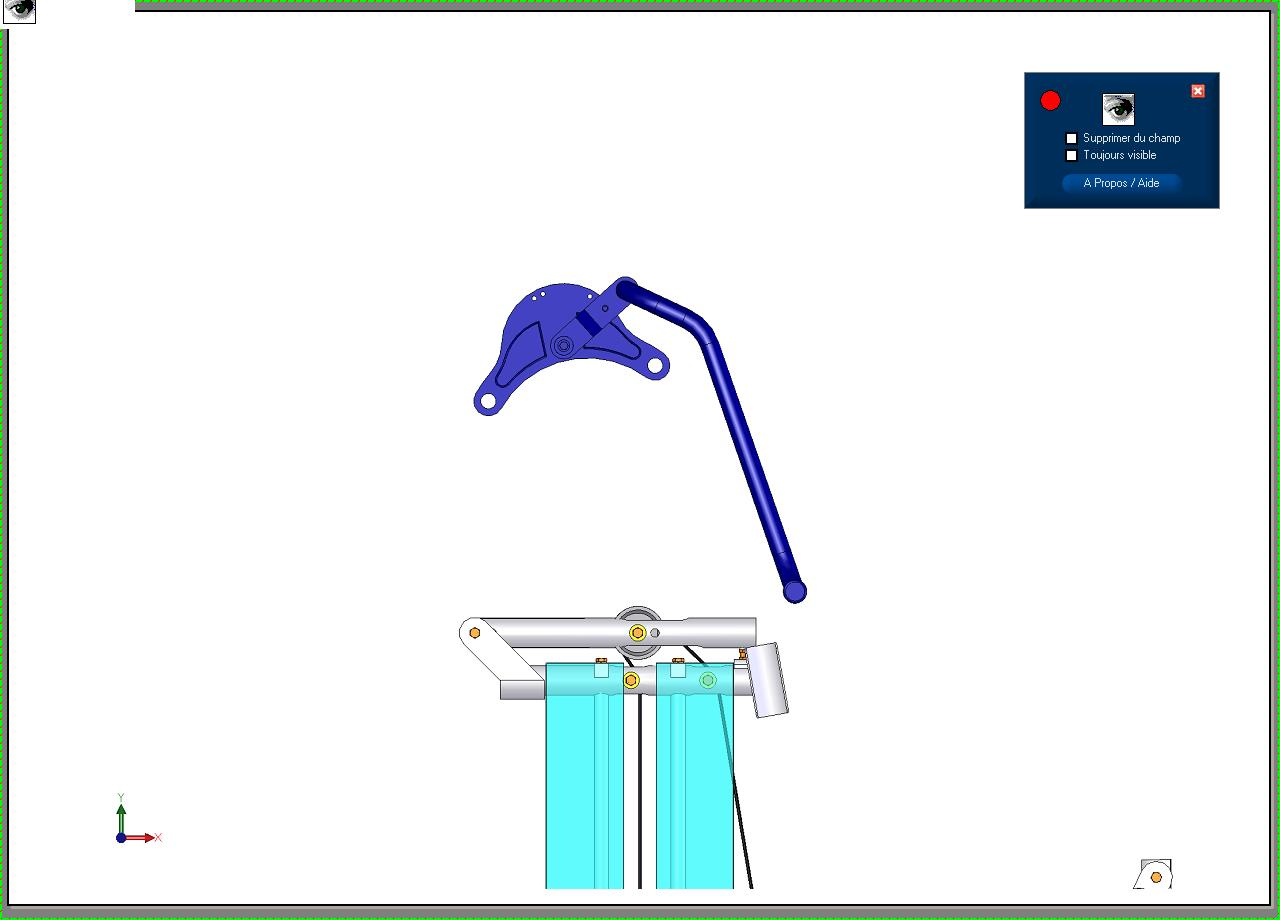 Supprimer du champ
Toujours visible
A Propos / Aide
Y
X